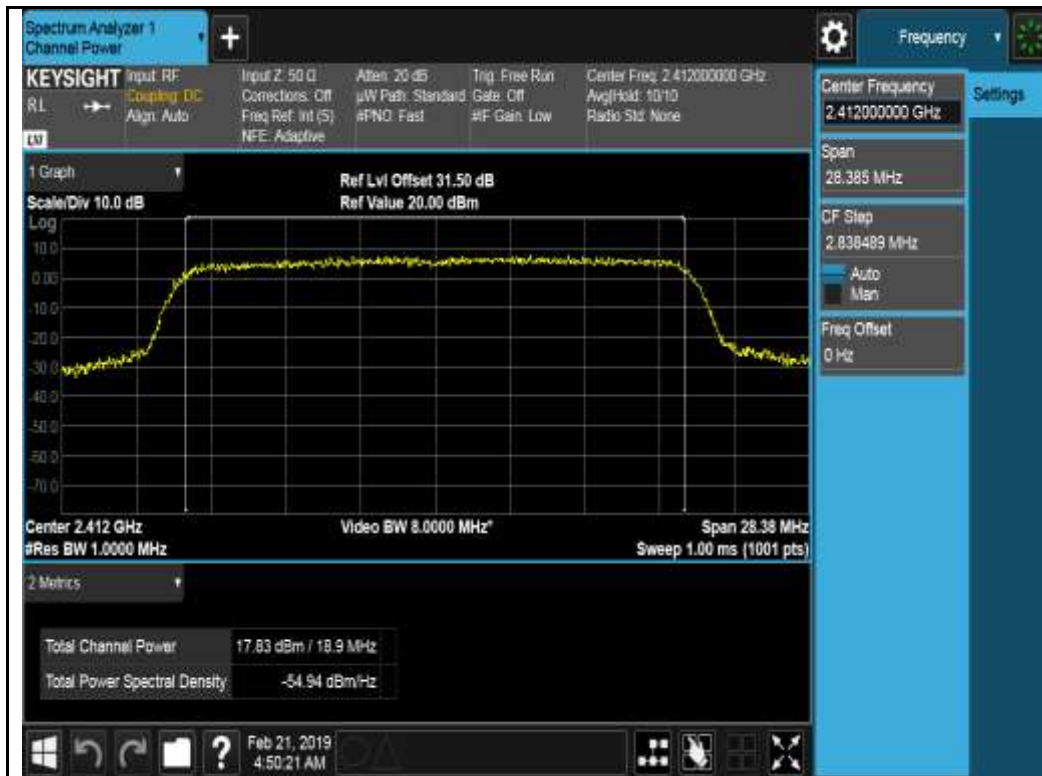 Spectrum Analyzer 1
Channel Power
Frequency
KEYSIGHT
Input: RF
Input Z: 50 Ω
Atten: 20 dB
Trig: Free Run
Center Freq: 2.412000000 GHz
RL
Coupling: DC
Corrections: Off
µW Path: Standard
Gate: Off
Avg|Hold: 10/10
Align: Auto
Freq Ref: Int (S)
#PNO: Fast
#IF Gain: Low
Radio Std: None
NFE: Adaptive
Center Frequency
2.412000000 GHz
Settings
Span
28.385 MHz
CF Step
2.838489 MHz
Auto
Man
Freq Offset
0 Hz
1 Graph
Ref Lvl Offset 31.50 dB
Scale/Div 10.0 dB
Ref Value 20.00 dBm
Log
10.0
0.00
-10.0
-20.0
-30.0
-40.0
-50.0
-60.0
-70.0
Center 2.412 GHz
Video BW 8.0000 MHz*
Span 28.38 MHz
#Res BW 1.0000 MHz
Sweep 1.00 ms (1001 pts)
2 Metrics
Total Channel Power
17.83 dBm / 18.9 MHz
Total Power Spectral Density
-54.94 dBm/Hz
?
Feb 21, 2019
4:50:21 AM